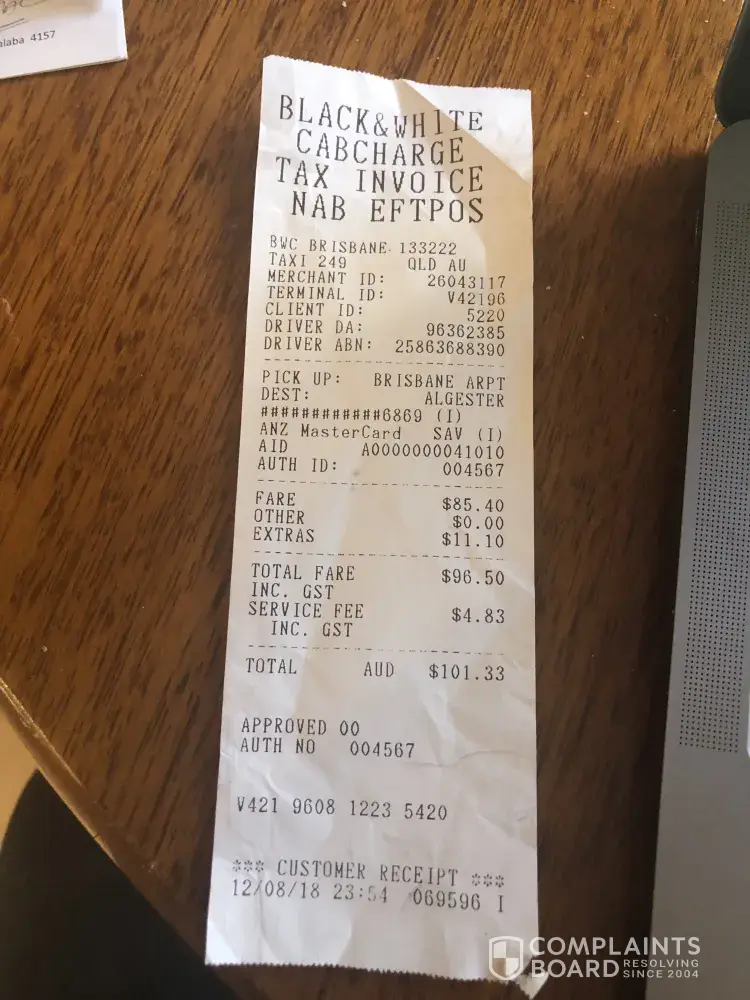 alaba 4157
BLACK&WHITE
CABCHARGE
TAX INVOICE
NAB EFTPOS
BWC BRISBANE 133222
TAXI 249 QLD AU
MERCHANT ID: 26043117
TERMINAL ID: V42196
CLIENT ID: 5220
DRIVER DA: 96362385
DRIVER ABN: 25863688390
PICK UP: BRISBANE ARPT
DEST: ALGESTER
############6869 (I)
ANZ MasterCard SAV (I)
AID A0000000041010
AUTH ID: 004567
FARE $85.40
OTHER $0.00
EXTRAS $11.10
TOTAL FARE $96.50
INC. GST
SERVICE FEE $4.83
INC. GST
TOTAL AUD $101.33
APPROVED 00
AUTH NO 004567
V421 9608 1223 5420
*** CUSTOMER RECEIPT ***
12/08/18 23:54 069596 I
COMPLAINTS
BOARD RESOLVING SINCE 2004